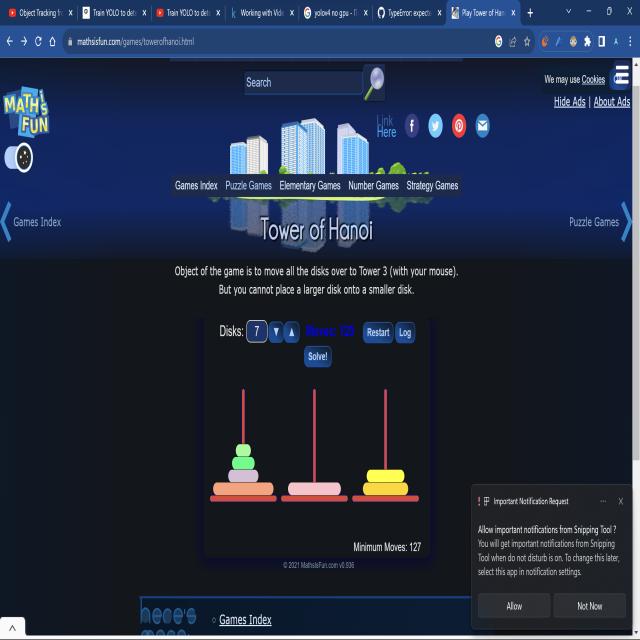 Object Tracking fr
Train YOLO to det
Train YOLO to det
Working with Vid
yolov4 no gpu - 
TypeError: expecte
Play Tower of Han
mathsisfun.com/games/towerofhanoi.html
Search
We may use Cookies
Hide Ads | About Ads
MATH'S
FUN
Link
Here
Games Index
Puzzle Games
Elementary Games
Number Games
Strategy Games
Games Index
Puzzle Games
Tower of Hanoi
Object of the game is to move all the disks over to Tower 3 (with your mouse).
But you cannot place a larger disk onto a smaller disk.
Disks: 7 ▼ ▲
Restart
Log
Solve!
Minimum Moves: 127
© 2021 MathsIsFun.com v0.936
Important Notification Request
Allow important notifications from Snipping Tool ?
You will get important notifications from Snipping
Tool when do not disturb is on. To change this later,
select this app in notification settings.
Allow
Not Now
○ Games Index